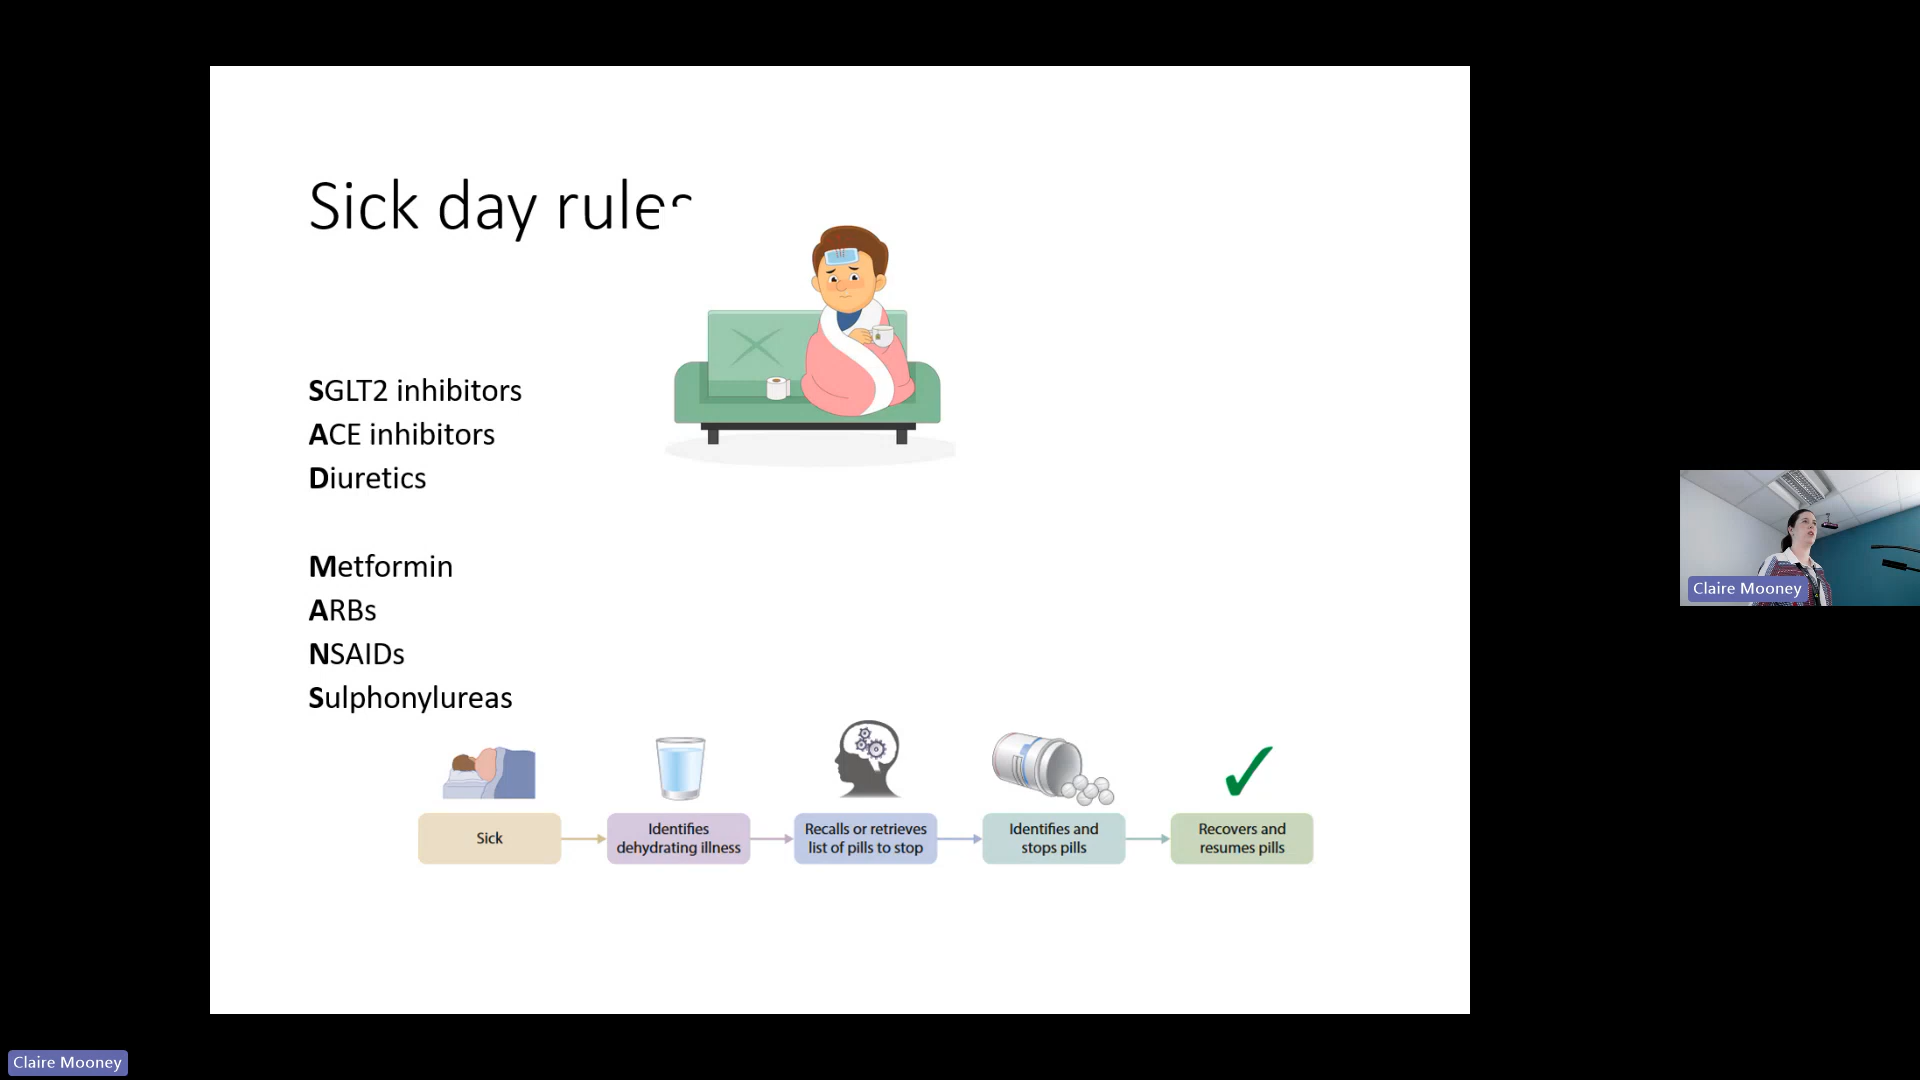 Sick day rules
SGLT2 inhibitors
ACE inhibitors
Diuretics
Metformin
ARBs
NSAIDs
Sulphonylureas
Sick
Identifies
dehydrating illness
Recalls or retrieves
list of pills to stop
Identifies and
stops pills
Recovers and
resumes pills
Claire Mooney
Claire Mooney